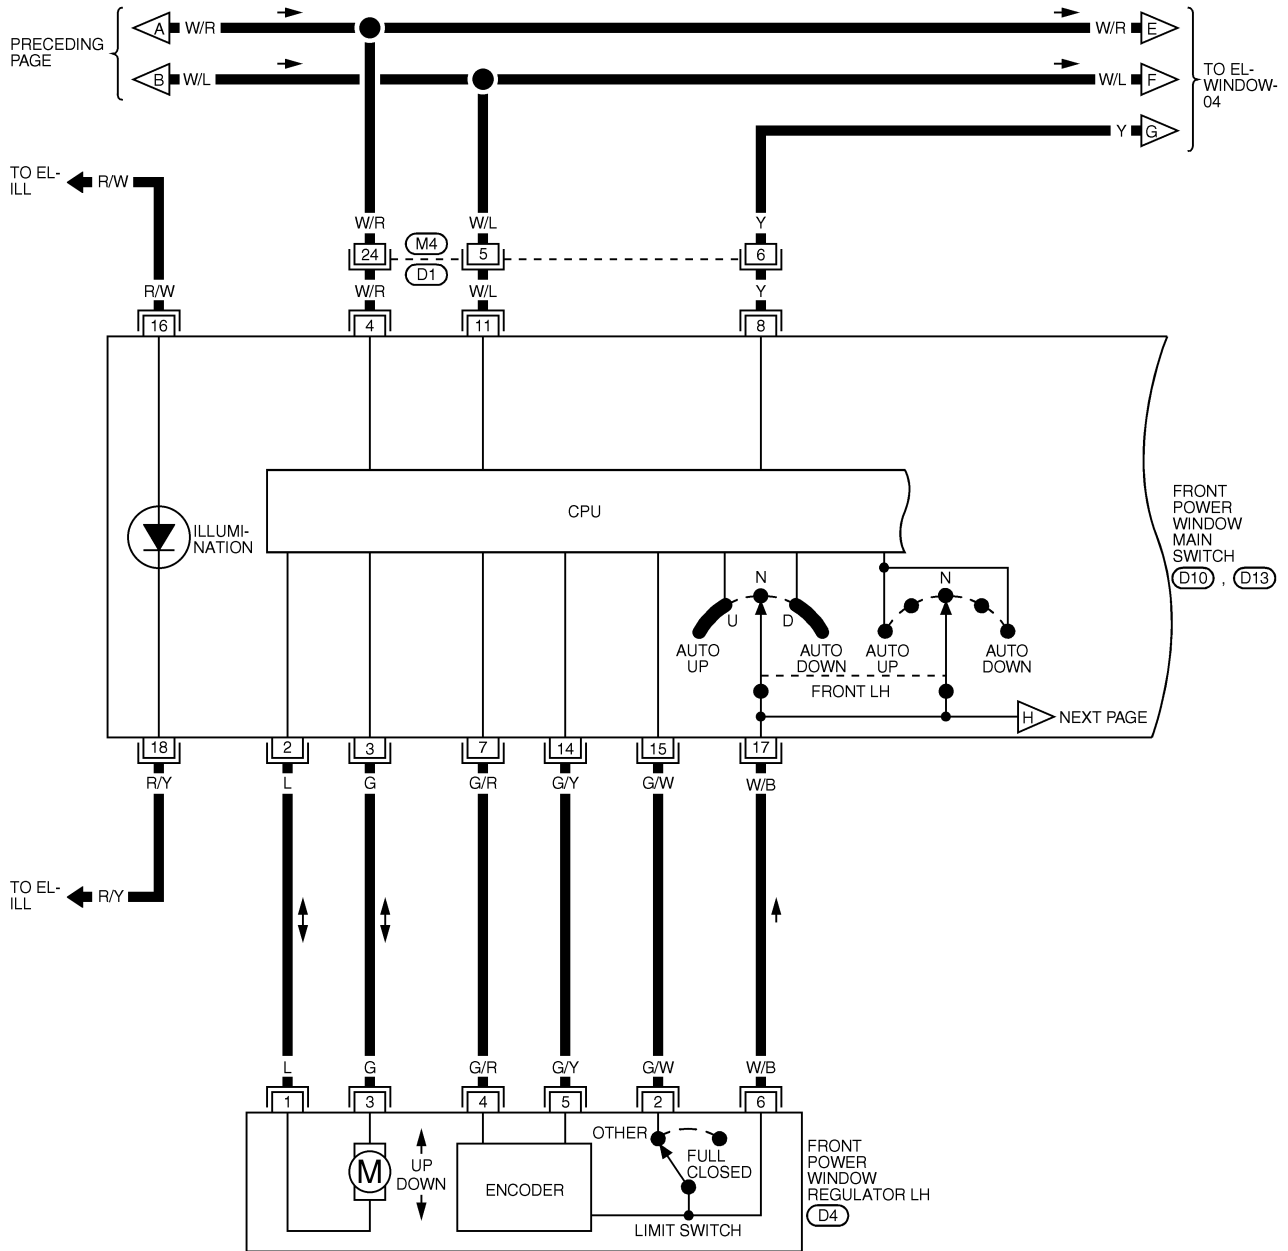 A W/R W/R E
PRECEDING
PAGE
B W/L W/L F
TO EL-
WINDOW-
04
Y G
TO EL-
ILL
R/W
W/R W/L Y
24 M4 5 6
D1
R/W W/R W/L Y
16 4 11 8
CPU
ILLUMI-
NATION
FRONT
POWER
WINDOW
MAIN
SWITCH
D10 , D13
N N
U D
AUTO
UP
AUTO
DOWN
AUTO
UP
AUTO
DOWN
FRONT LH
H NEXT PAGE
18 2 3 7 14 15 17
R/Y L G G/R G/Y G/W W/B
TO EL-
ILL
R/Y
L G G/R G/Y G/W W/B
1 3 4 5 2 6
OTHER
FULL
CLOSED
M
UP
DOWN
ENCODER
LIMIT SWITCH
FRONT
POWER
WINDOW
REGULATOR LH
D4